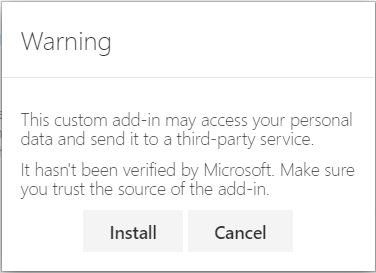 Warning
This custom add-in may access your personal
data and send it to a third-party service.
It hasn't been verified by Microsoft. Make sure
you trust the source of the add-in.
Install Cancel